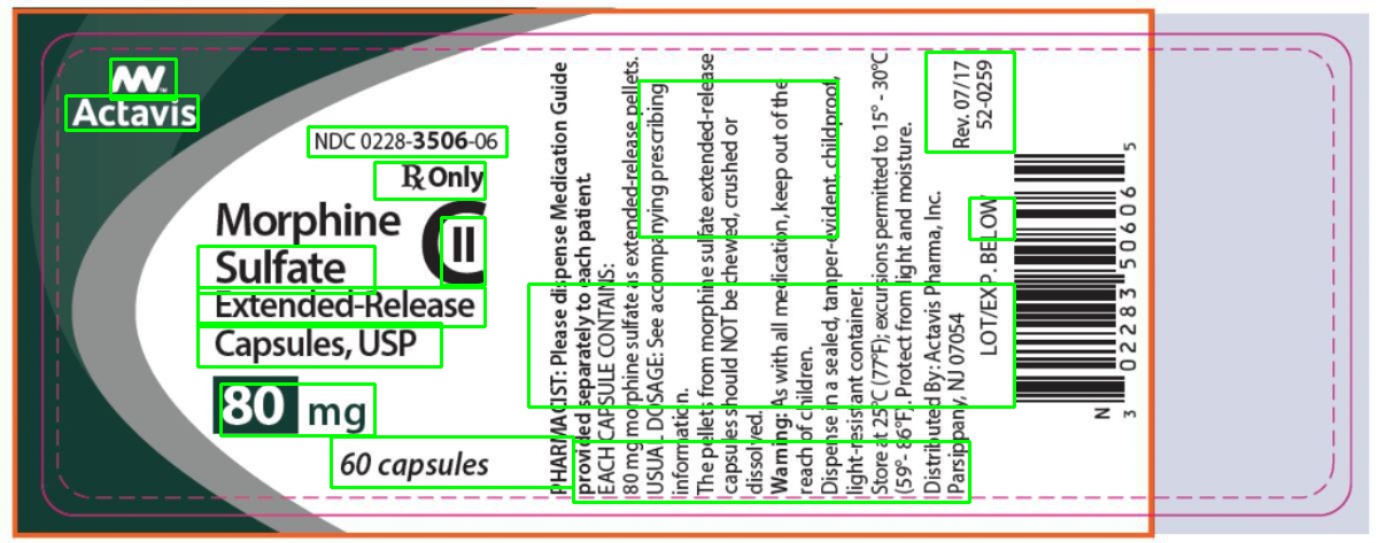 Actavis
NDC 0228-3506-06
℞ Only
Morphine
Sulfate
CII
Extended-Release
Capsules, USP
80 mg
60 capsules
PHARMACIST: Please dispense Medication Guide
provided separately to each patient.
EACH CAPSULE CONTAINS:
80 mg morphine sulfate as extended-release pellets.
USUAL DOSAGE: See accompanying prescribing
information.
The pellets from morphine sulfate extended-release
capsules should NOT be chewed, crushed or
dissolved.
Warning: As with all medication, keep out of the
reach of children.
Dispense in a sealed, tamper-evident, childproof,
light-resistant container.
Store at 25°C (77°F); excursions permitted to 15° - 30°C
(59°- 86°F). Protect from light and moisture.
Distributed By: Actavis Pharma, Inc.
Parsippany, NJ 07054
Rev. 07/17
52-0259
LOT/EXP. BELOW
N
3 02283 50606 5